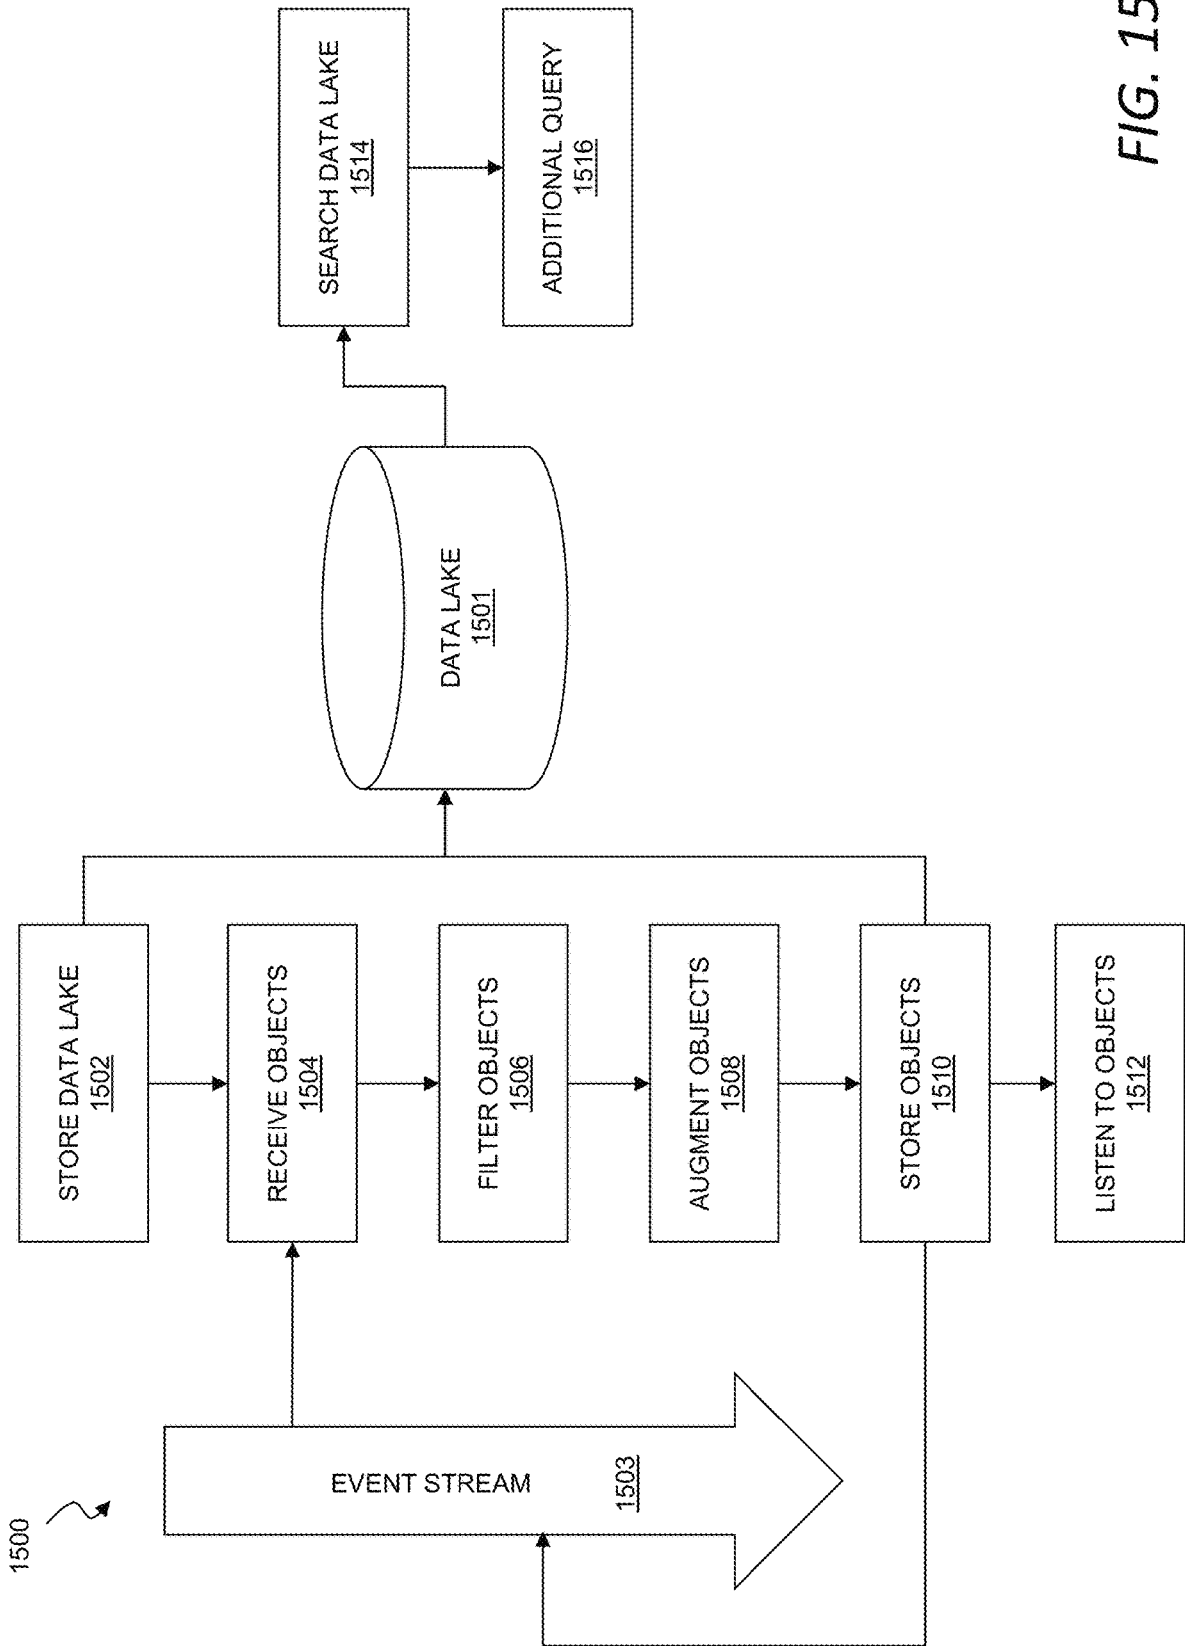 1500
EVENT STREAM
1503
STORE DATA LAKE
1502
RECEIVE OBJECTS
1504
FILTER OBJECTS
1506
AUGMENT OBJECTS
1508
STORE OBJECTS
1510
LISTEN TO OBJECTS
1512
DATA LAKE
1501
SEARCH DATA LAKE
1514
ADDITIONAL QUERY
1516
FIG. 15